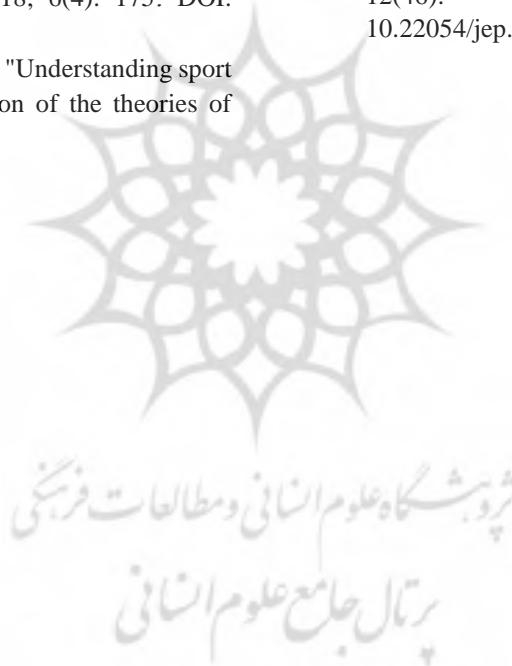 18; 6(4): 173. DOI:
"Understanding sport
on of the theories of
12(46).
10.22054/jep.
پژوهشگاه علوم انسانی و مطالعات فرهنگی
پرتال جامع علوم انسانی